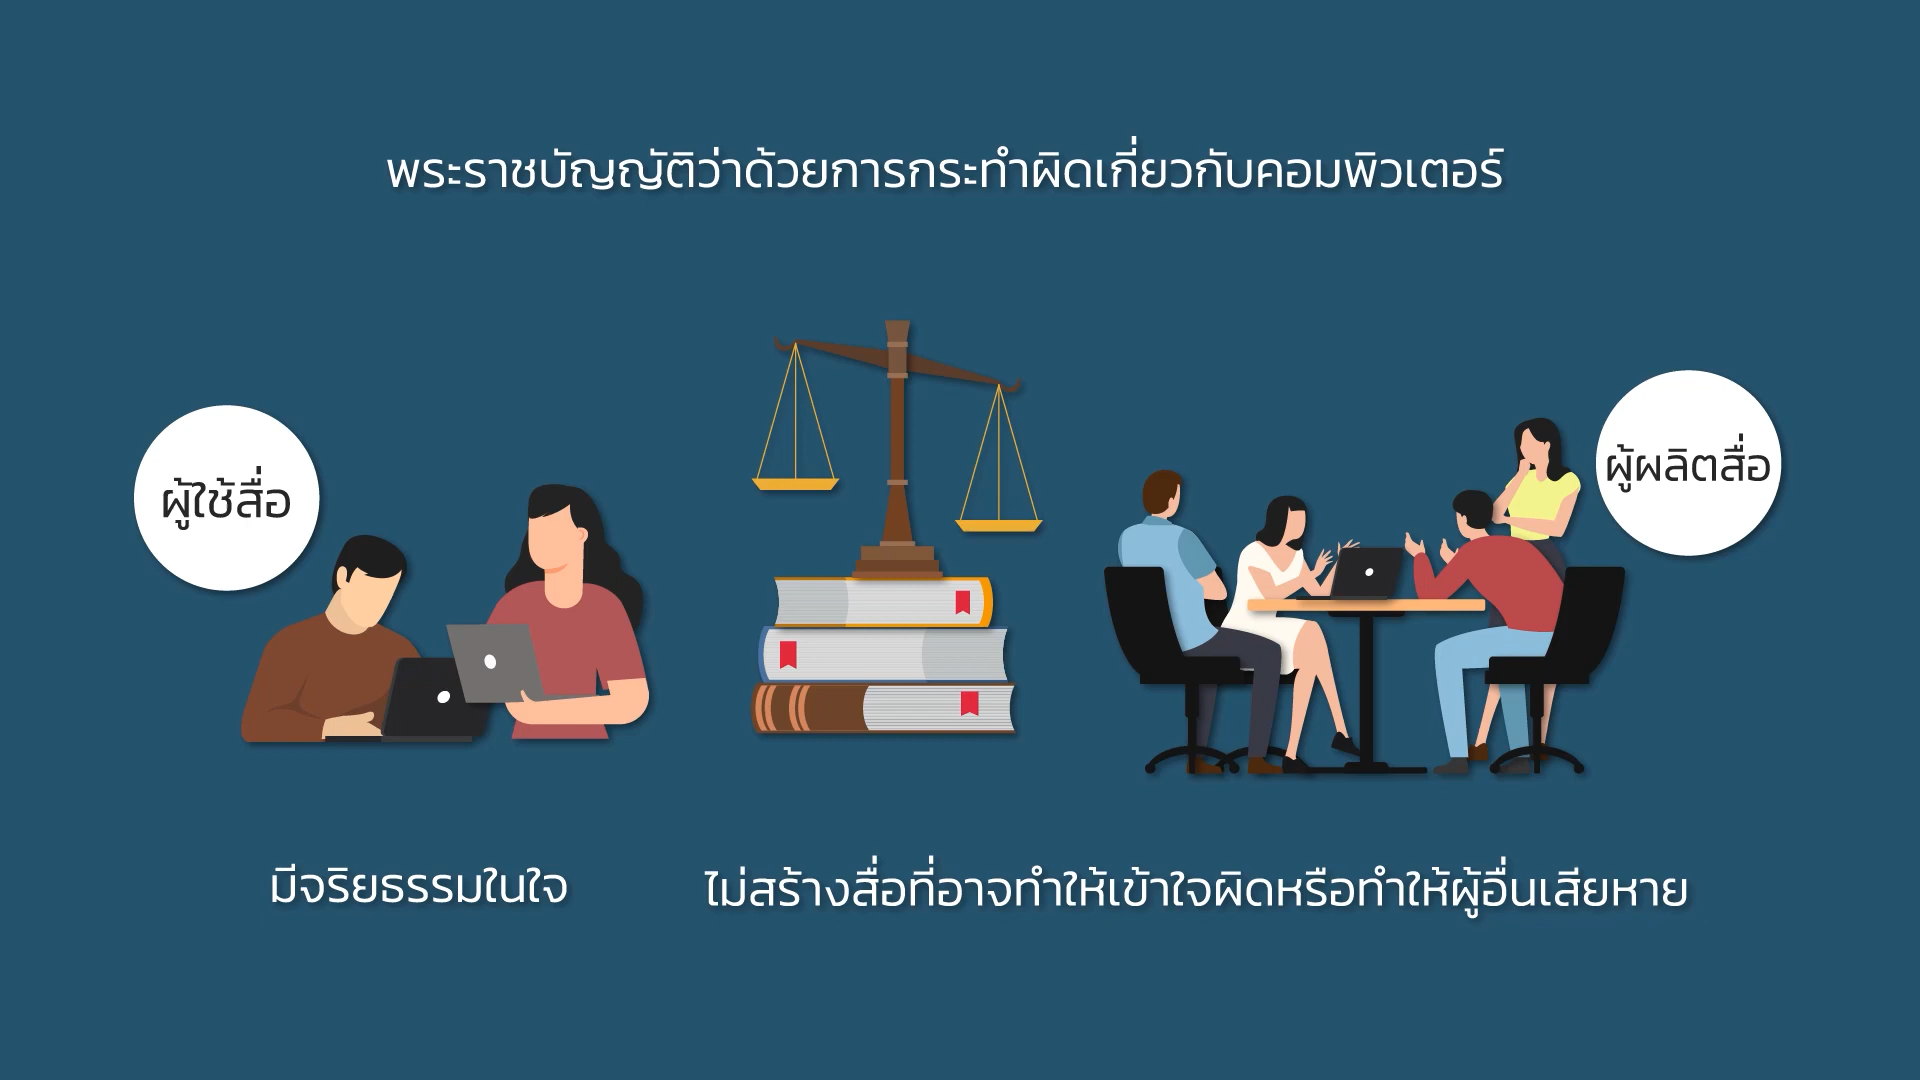 พระราชบัญญัติว่าด้วยการกระทำผิดเกี่ยวกับคอมพิวเตอร์
ผู้ใช้สื่อ
ผู้ผลิตสื่อ
มีจริยธรรมในใจ
ไม่สร้างสื่อที่อาจทำให้เข้าใจผิดหรือทำให้ผู้อื่นเสียหาย